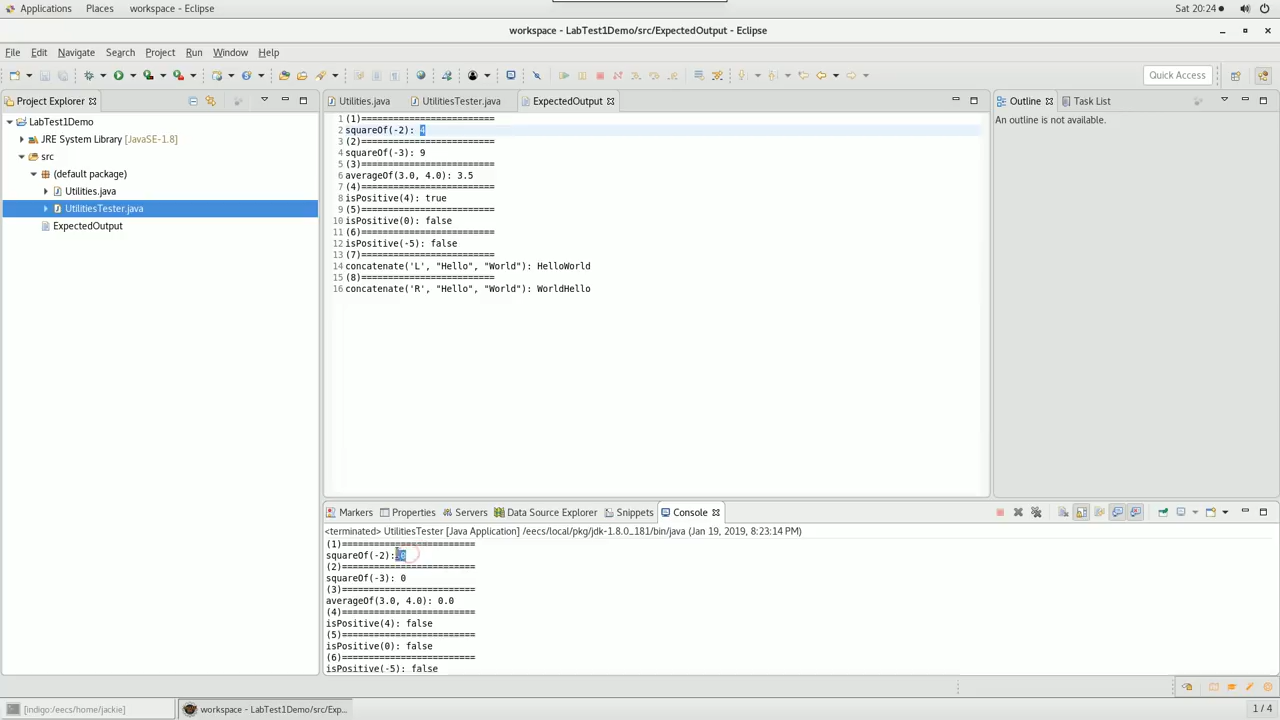 Applications Places workspace - Eclipse Sat 20:24
workspace - LabTest1Demo/src/ExpectedOutput - Eclipse
File Edit Navigate Search Project Run Window Help
Quick Access
Project Explorer
LabTest1Demo
JRE System Library [JavaSE-1.8]
src
(default package)
Utilities.java
UtilitiesTester.java
ExpectedOutput
Utilities.java UtilitiesTester.java ExpectedOutput
1 (1)=========================
2 squareOf(-2): 4
3 (2)=========================
4 squareOf(-3): 9
5 (3)=========================
6 averageOf(3.0, 4.0): 3.5
7 (4)=========================
8 isPositive(4): true
9 (5)=========================
10 isPositive(0): false
11 (6)=========================
12 isPositive(-5): false
13 (7)=========================
14 concatenate('L', "Hello", "World"): HelloWorld
15 (8)=========================
16 concatenate('R', "Hello", "World"): WorldHello
Outline Task List
An outline is not available.
Markers Properties Servers Data Source Explorer Snippets Console
<terminated> UtilitiesTester [Java Application] /eecs/local/pkg/jdk-1.8.0_181/bin/java (Jan 19, 2019, 8:23:14 PM)
(1)=========================
squareOf(-2): 0
(2)=========================
squareOf(-3): 0
(3)=========================
averageOf(3.0, 4.0): 0.0
(4)=========================
isPositive(4): false
(5)=========================
isPositive(0): false
(6)=========================
isPositive(-5): false
[indigo:/eecs/home/jackie] workspace - LabTest1Demo/src/Exp... 1 / 4